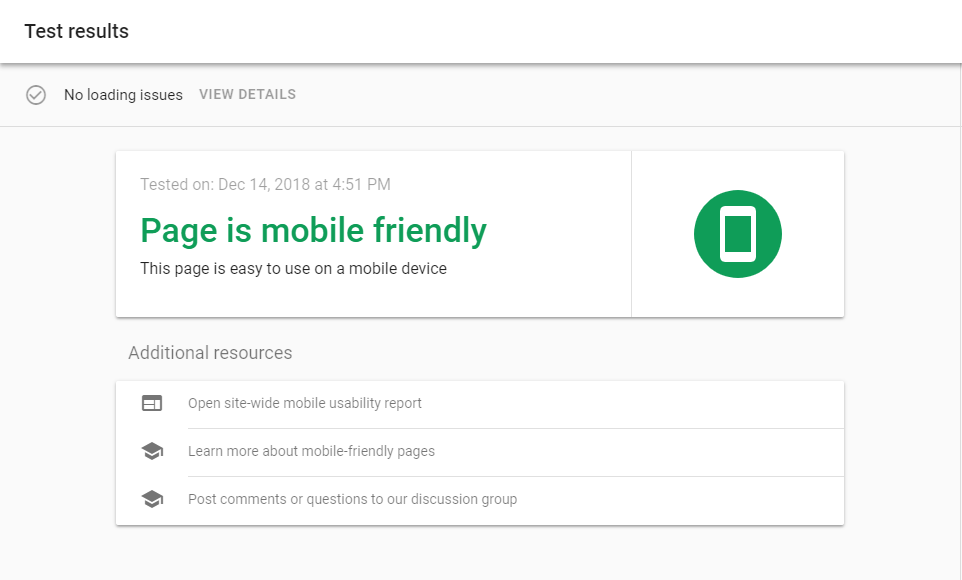 Test results
No loading issues VIEW DETAILS
Tested on: Dec 14, 2018 at 4:51 PM
Page is mobile friendly
This page is easy to use on a mobile device
Additional resources
Open site-wide mobile usability report
Learn more about mobile-friendly pages
Post comments or questions to our discussion group